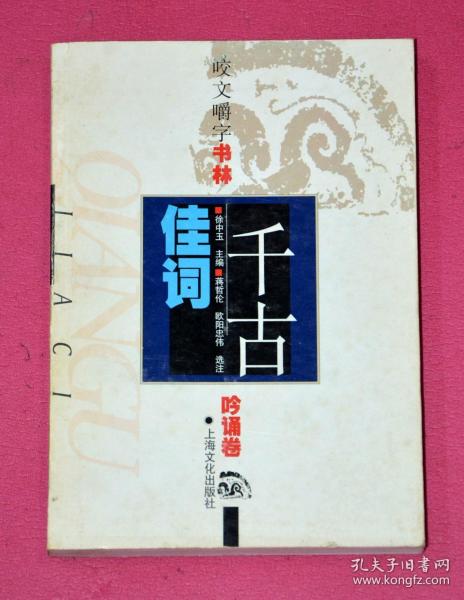 咬文嚼字书林
千古
佳词
徐中玉 主编 蒋哲伦 欧阳忠伟 选注
吟诵卷
上海文化出版社
QIANGU
JIACI
孔夫子旧书网
www.kongfz.com